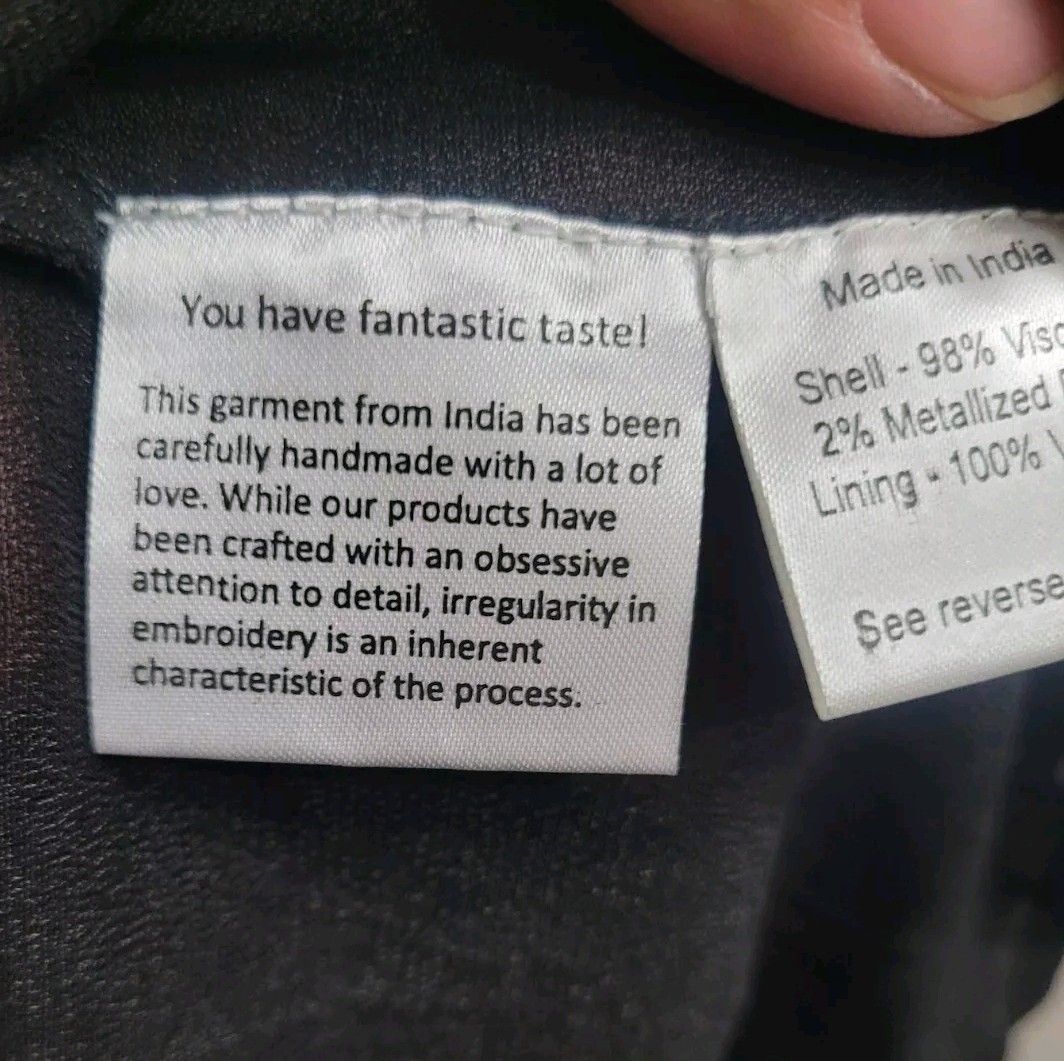 You have fantastic taste!
This garment from India has been
carefully handmade with a lot of
love. While our products have
been crafted with an obsessive
attention to detail, irregularity in
embroidery is an inherent
characteristic of the process.
Made in India
Shell - 98%
2% Metallized
Lining - 100%
See reverse